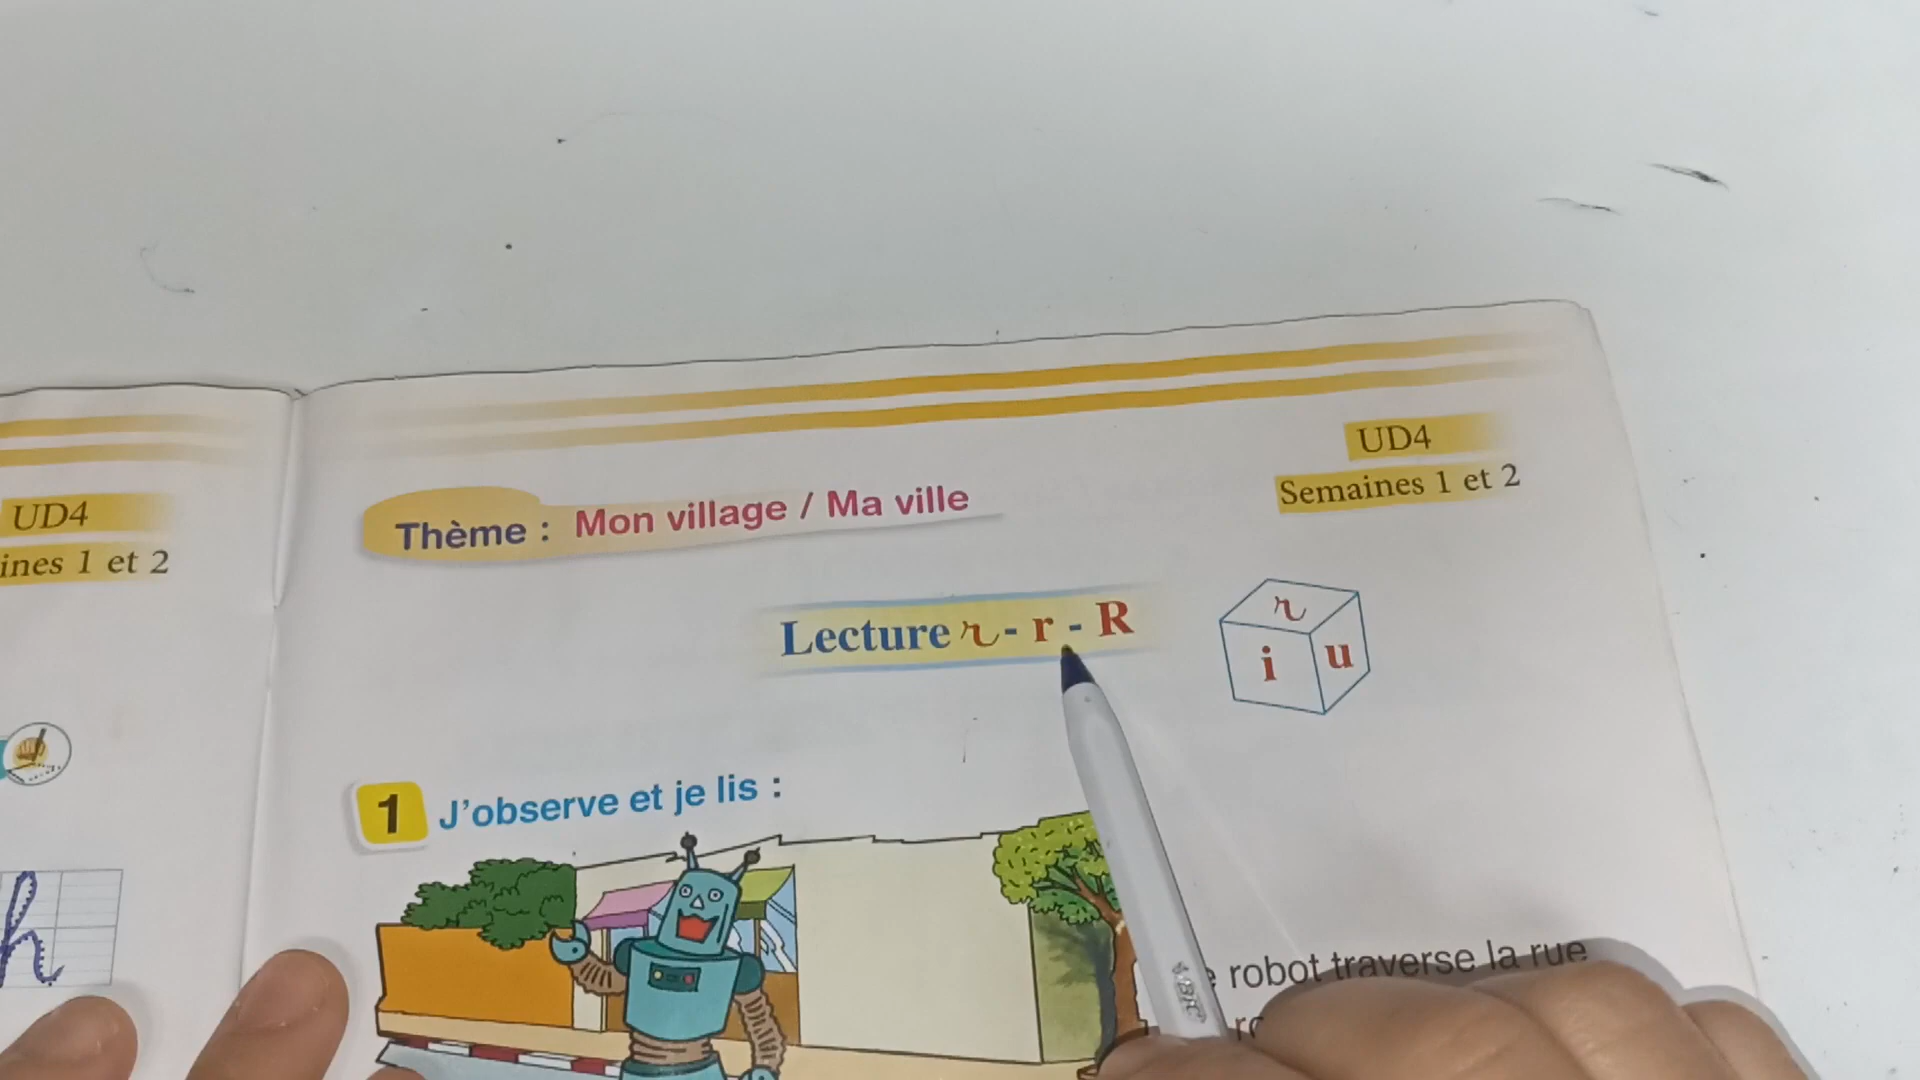 UD4
ines 1 et 2
h
UD4
Semaines 1 et 2
Thème : Mon village / Ma ville
Lecture r - r - R
r
i u
1 J'observe et je lis :
robot traverse la rue
BIC